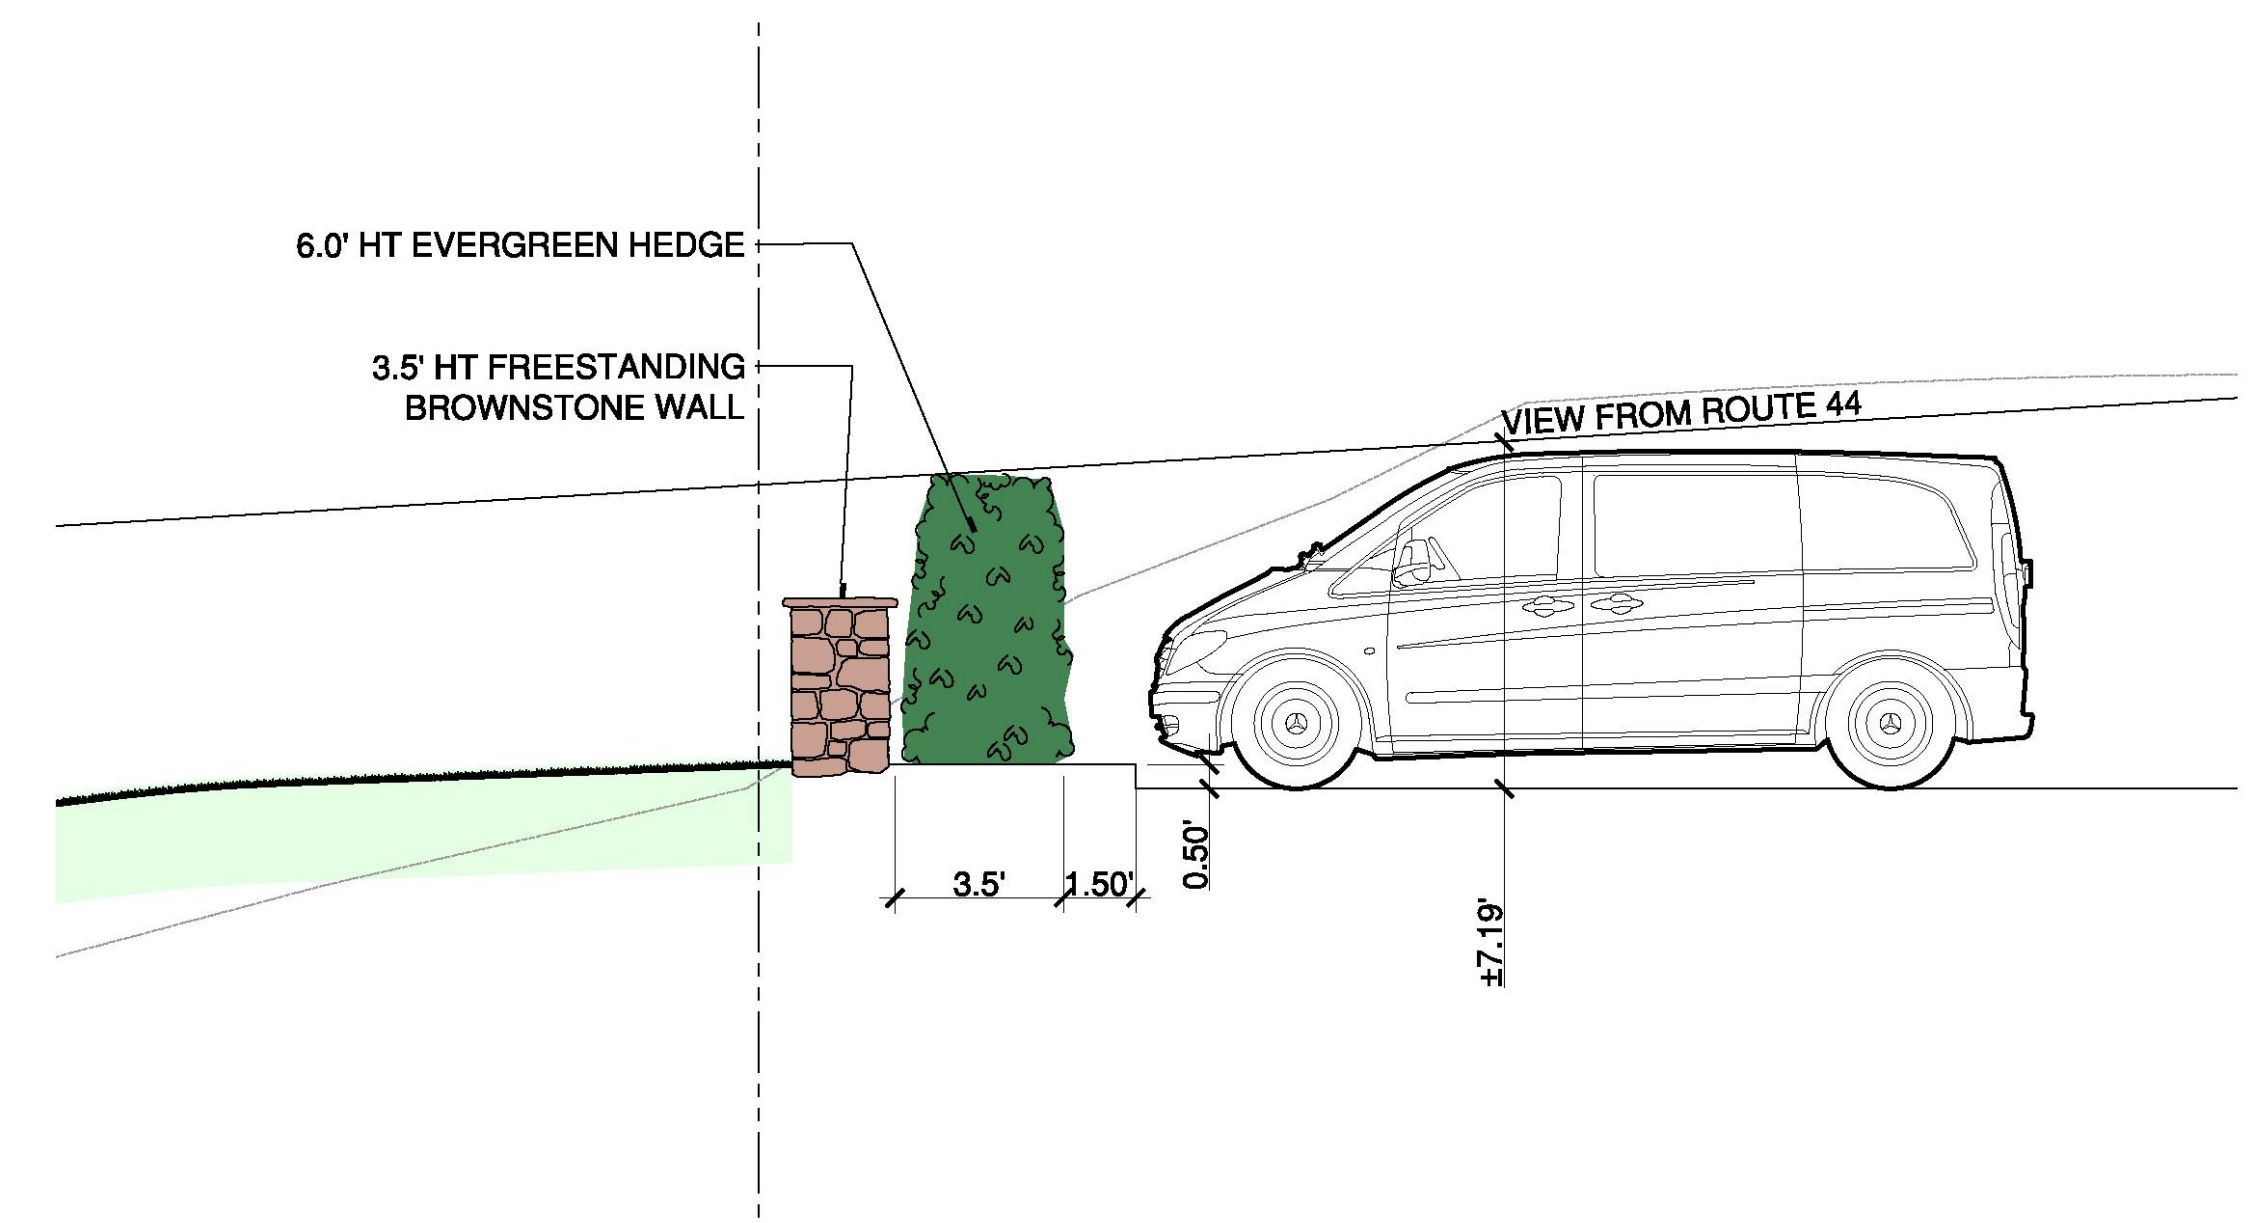 6.0' HT EVERGREEN HEDGE
3.5' HT FREESTANDING
BROWNSTONE WALL
VIEW FROM ROUTE 44
3.5'
1.50'
0.50'
±7.19'